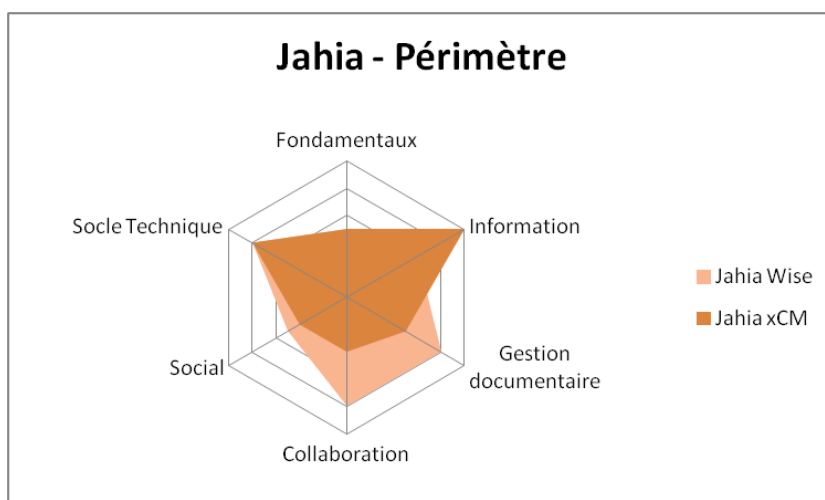 Jahia - Périmètre
Fondamentaux
Socle Technique
Information
Jahia Wise
Jahia xCM
Gestion
documentaire
Social
Collaboration